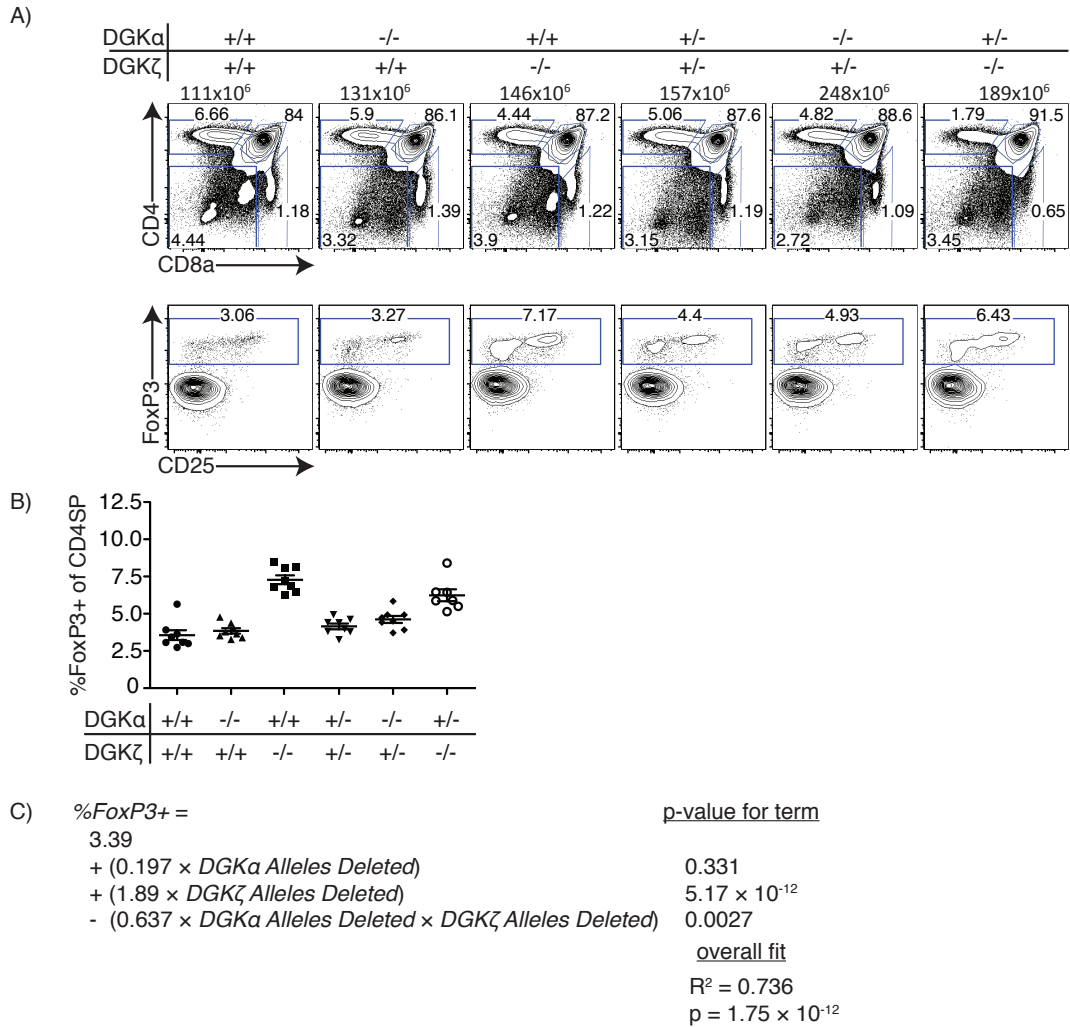 A)
DGKα +/+ -/- +/+ +/- -/- +/-
DGKζ +/+ +/+ -/- +/- +/- -/-
111x10⁶ 131x10⁶ 146x10⁶ 157x10⁶ 248x10⁶ 189x10⁶
6.66 84 5.9 86.1 4.44 87.2 5.06 87.6 4.82 88.6 1.79 91.5
CD4
1.18 1.39 1.22 1.19 1.09 0.65
4.44 3.32 3.9 3.15 2.72 3.45
CD8a
3.06 3.27 7.17 4.4 4.93 6.43
FoxP3
CD25
B)
%FoxP3+ of CD4SP
12.5
10.0
7.5
5.0
2.5
0
DGKα +/+ -/- +/+ +/- -/- +/-
DGKζ +/+ +/+ -/- +/- +/- -/-
C) %FoxP3+ = p-value for term
3.39
+ (0.197 × DGKα Alleles Deleted) 0.331
+ (1.89 × DGKζ Alleles Deleted) 5.17 × 10⁻¹²
- (0.637 × DGKα Alleles Deleted × DGKζ Alleles Deleted) 0.0027
overall fit
R² = 0.736
p = 1.75 × 10⁻¹²